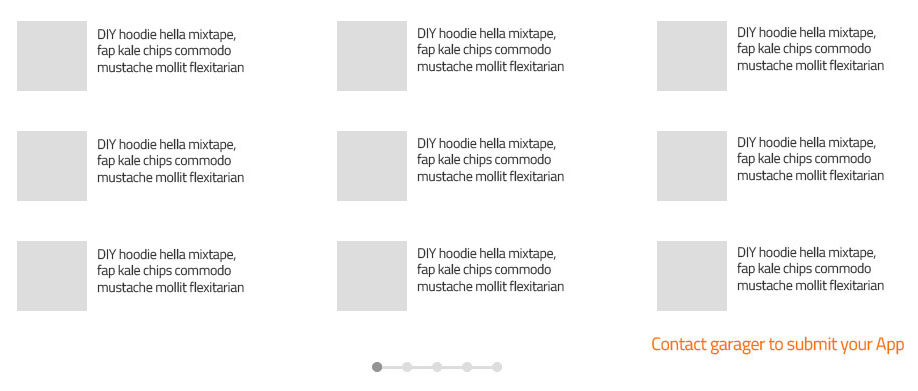 DIY hoodie hella mixtape,
fap kale chips commodo
mustache mollit flexitarian
DIY hoodie hella mixtape,
fap kale chips commodo
mustache mollit flexitarian
DIY hoodie hella mixtape,
fap kale chips commodo
mustache mollit flexitarian
DIY hoodie hella mixtape,
fap kale chips commodo
mustache mollit flexitarian
DIY hoodie hella mixtape,
fap kale chips commodo
mustache mollit flexitarian
DIY hoodie hella mixtape,
fap kale chips commodo
mustache mollit flexitarian
DIY hoodie hella mixtape,
fap kale chips commodo
mustache mollit flexitarian
DIY hoodie hella mixtape,
fap kale chips commodo
mustache mollit flexitarian
DIY hoodie hella mixtape,
fap kale chips commodo
mustache mollit flexitarian
Contact garager to submit your App